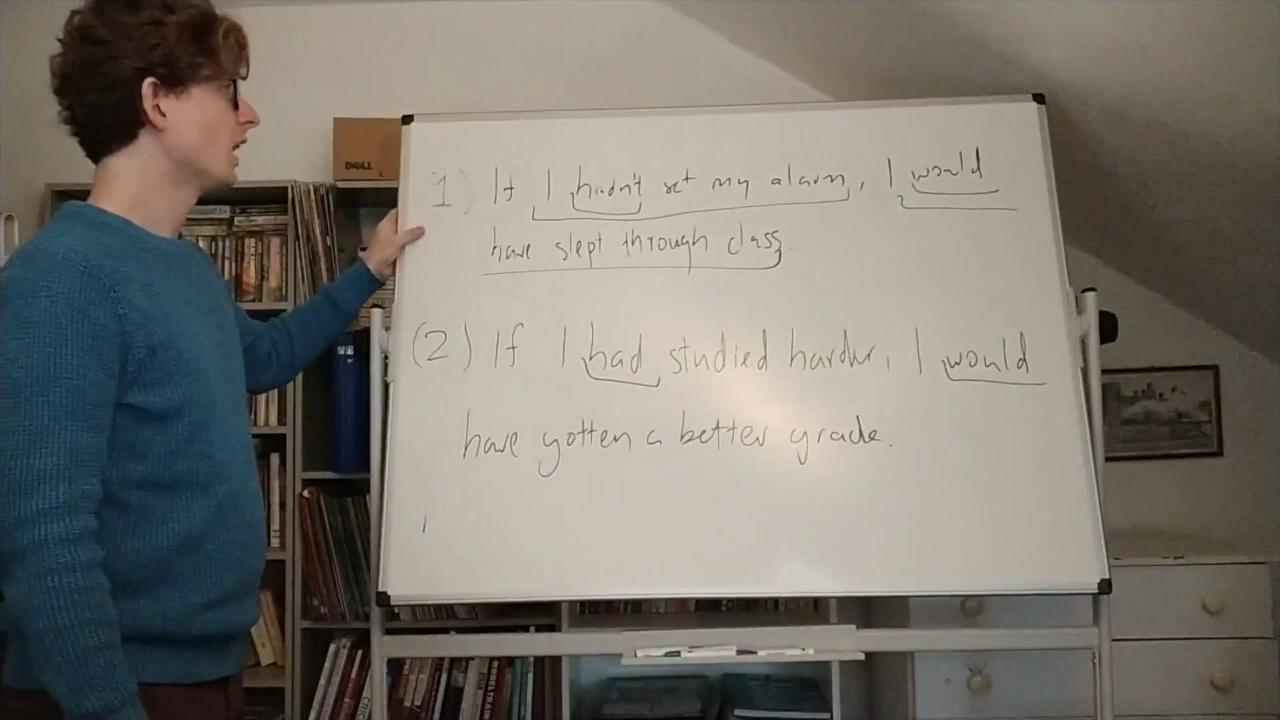 DELL
1) If I hadn't set my alarm, I would
have slept through class.
(2) If I had studied harder, I would
have gotten a better grade.